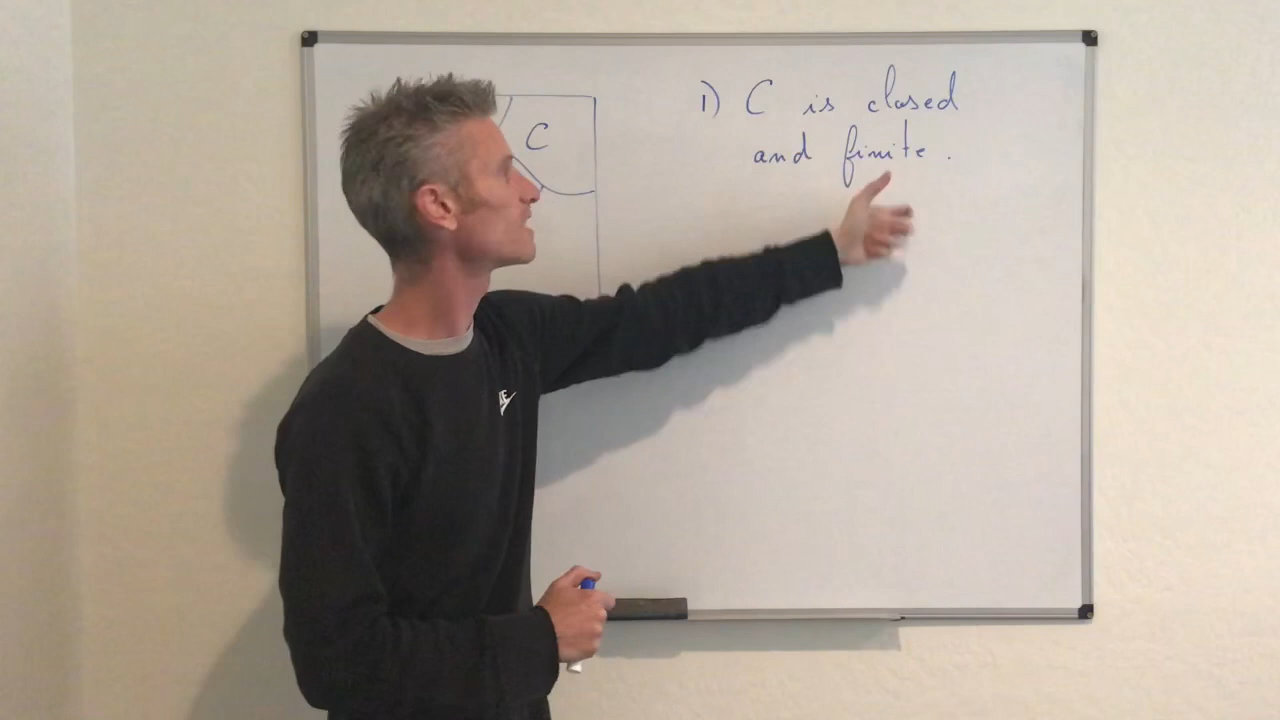 C
1) C is closed
and finite.